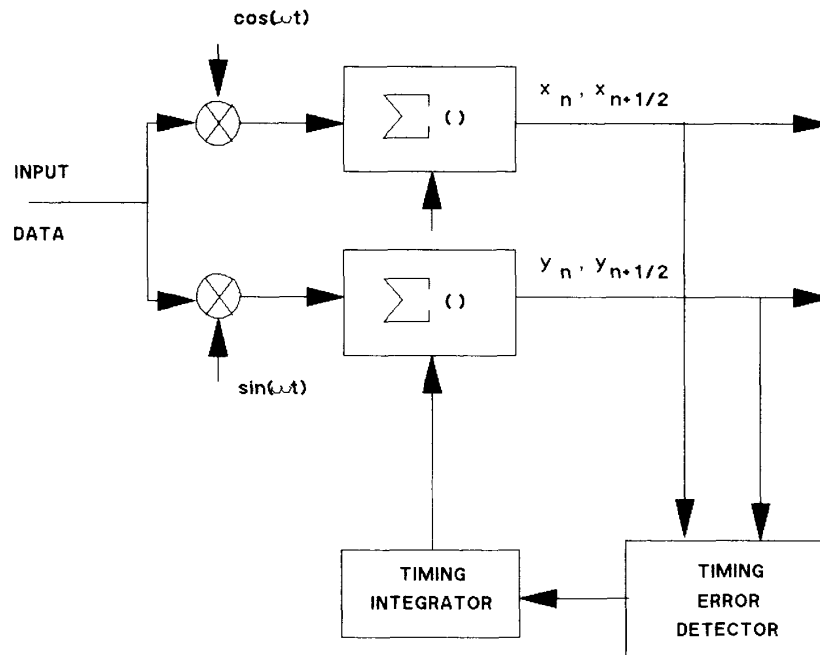 cos(ωt)
∑ ()
x n , x n+1/2
INPUT
DATA
∑ ()
y n , y n+1/2
sin(ωt)
TIMING
INTEGRATOR
TIMING
ERROR
DETECTOR